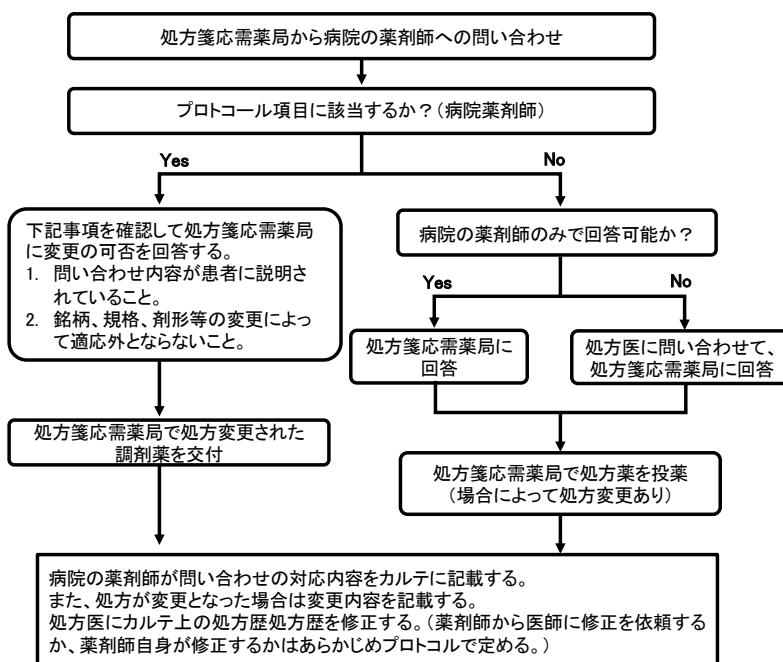 処方箋応需薬局から病院の薬剤師への問い合わせ
プロトコール項目に該当するか？（病院薬剤師）
Yes
No
下記事項を確認して処方箋応需薬局
に変更の可否を回答する。
1. 問い合わせ内容が患者に説明さ
れていること。
2. 銘柄、規格、剤形等の変更によっ
て適応外とならないこと。
病院の薬剤師のみで回答可能か？
Yes
No
処方箋応需薬局に
回答
処方医に問い合わせて、
処方箋応需薬局に回答
処方箋応需薬局で処方変更された
調剤薬を交付
処方箋応需薬局で処方薬を投薬
（場合によって処方変更あり）
病院の薬剤師が問い合わせの対応内容をカルテに記載する。
また、処方が変更となった場合は変更内容を記載する。
処方医にカルテ上の処方歴処方歴を修正する。（薬剤師から医師に修正を依頼する
か、薬剤師自身が修正するかはあらかじめプロトコルで定める。）